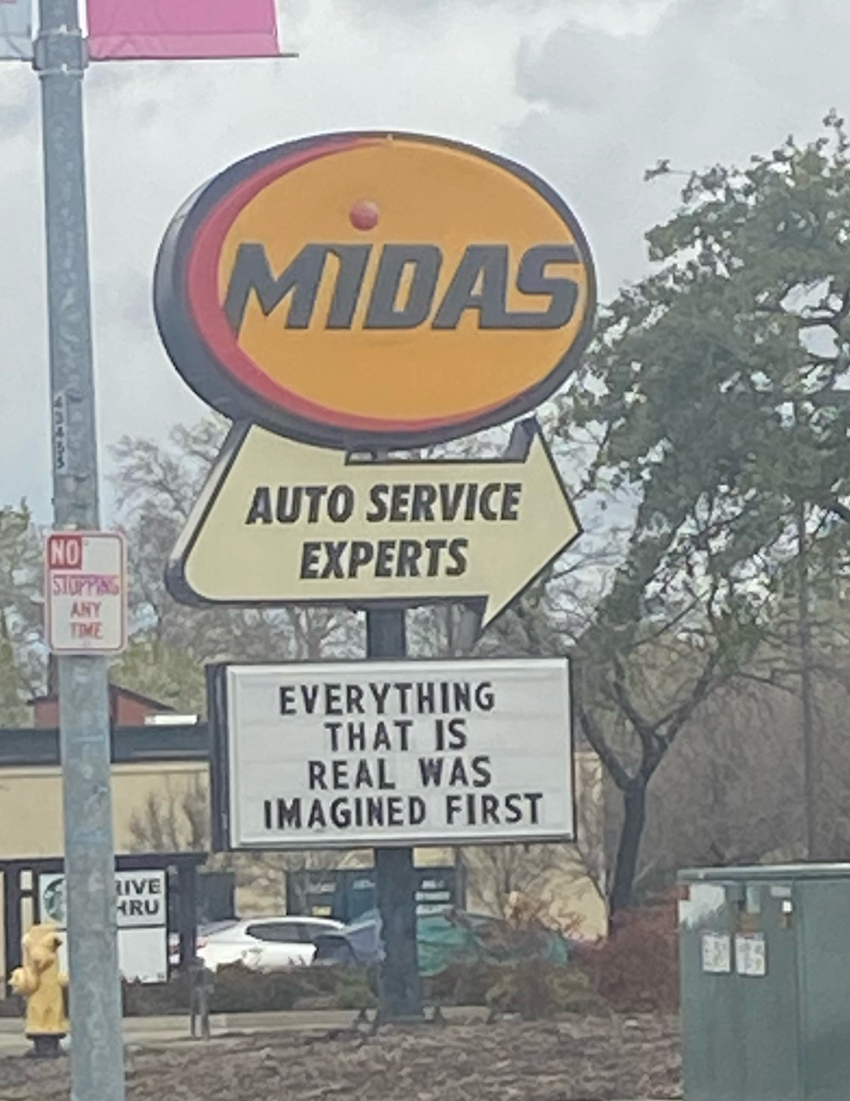 MIDAS
AUTO SERVICE
EXPERTS
NO
STOPPING
ANY
TIME
EVERYTHING
THAT IS
REAL WAS
IMAGINED FIRST
RIVE
HRU